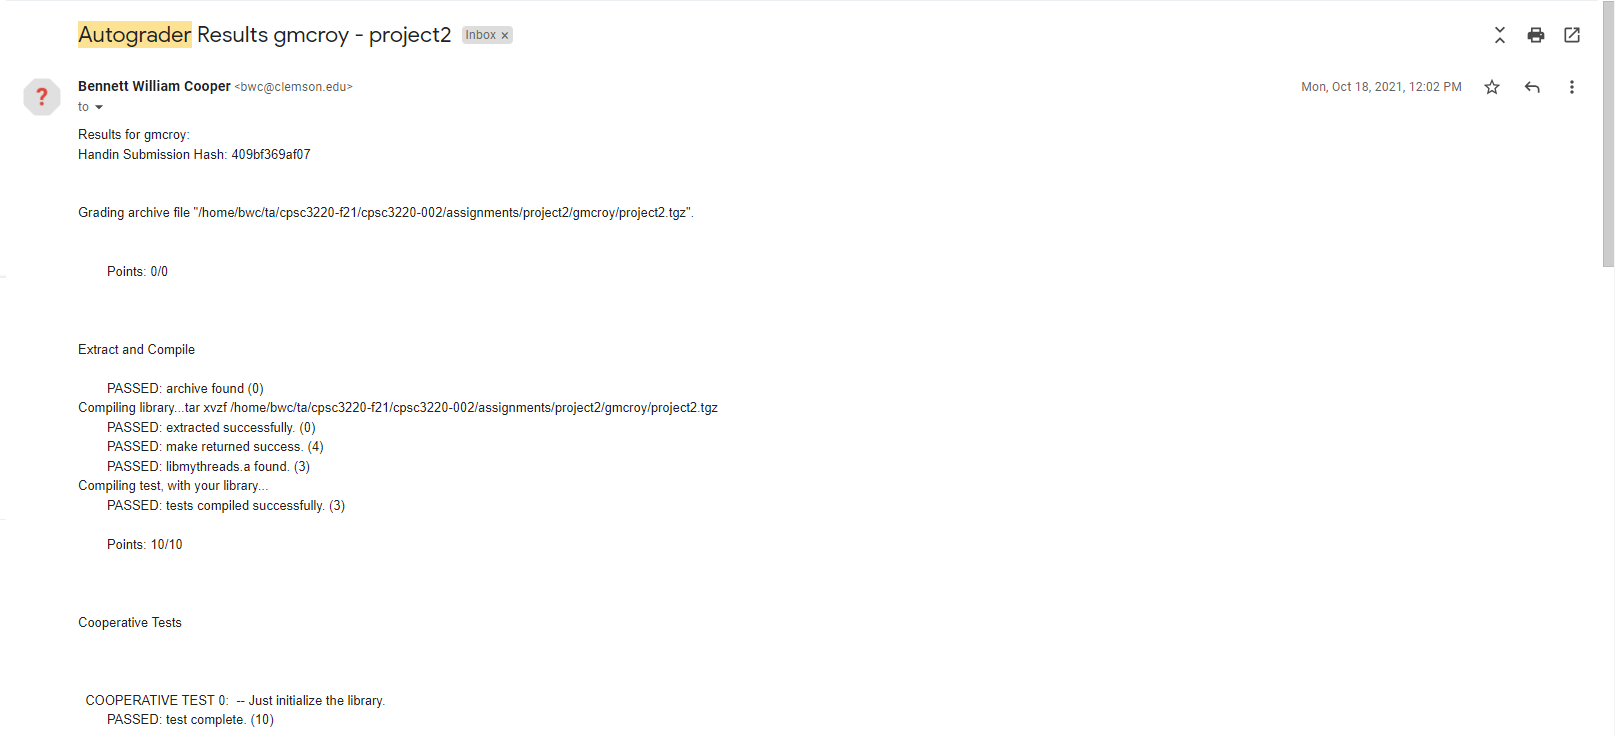 Autograder Results gmcroy - project2 Inbox ×
Bennett William Cooper <bwc@clemson.edu> Mon, Oct 18, 2021, 12:02 PM
?
to
Results for gmcroy:
Handin Submission Hash: 409bf369af07
Grading archive file "/home/bwc/ta/cpsc3220-f21/cpsc3220-002/assignments/project2/gmcroy/project2.tgz".
Points: 0/0
Extract and Compile
PASSED: archive found (0)
Compiling library...tar xvzf /home/bwc/ta/cpsc3220-f21/cpsc3220-002/assignments/project2/gmcroy/project2.tgz
PASSED: extracted successfully. (0)
PASSED: make returned success. (4)
PASSED: libmythreads.a found. (3)
Compiling test, with your library...
PASSED: tests compiled successfully. (3)
Points: 10/10
Cooperative Tests
COOPERATIVE TEST 0:  -- Just initialize the library.
PASSED: test complete. (10)